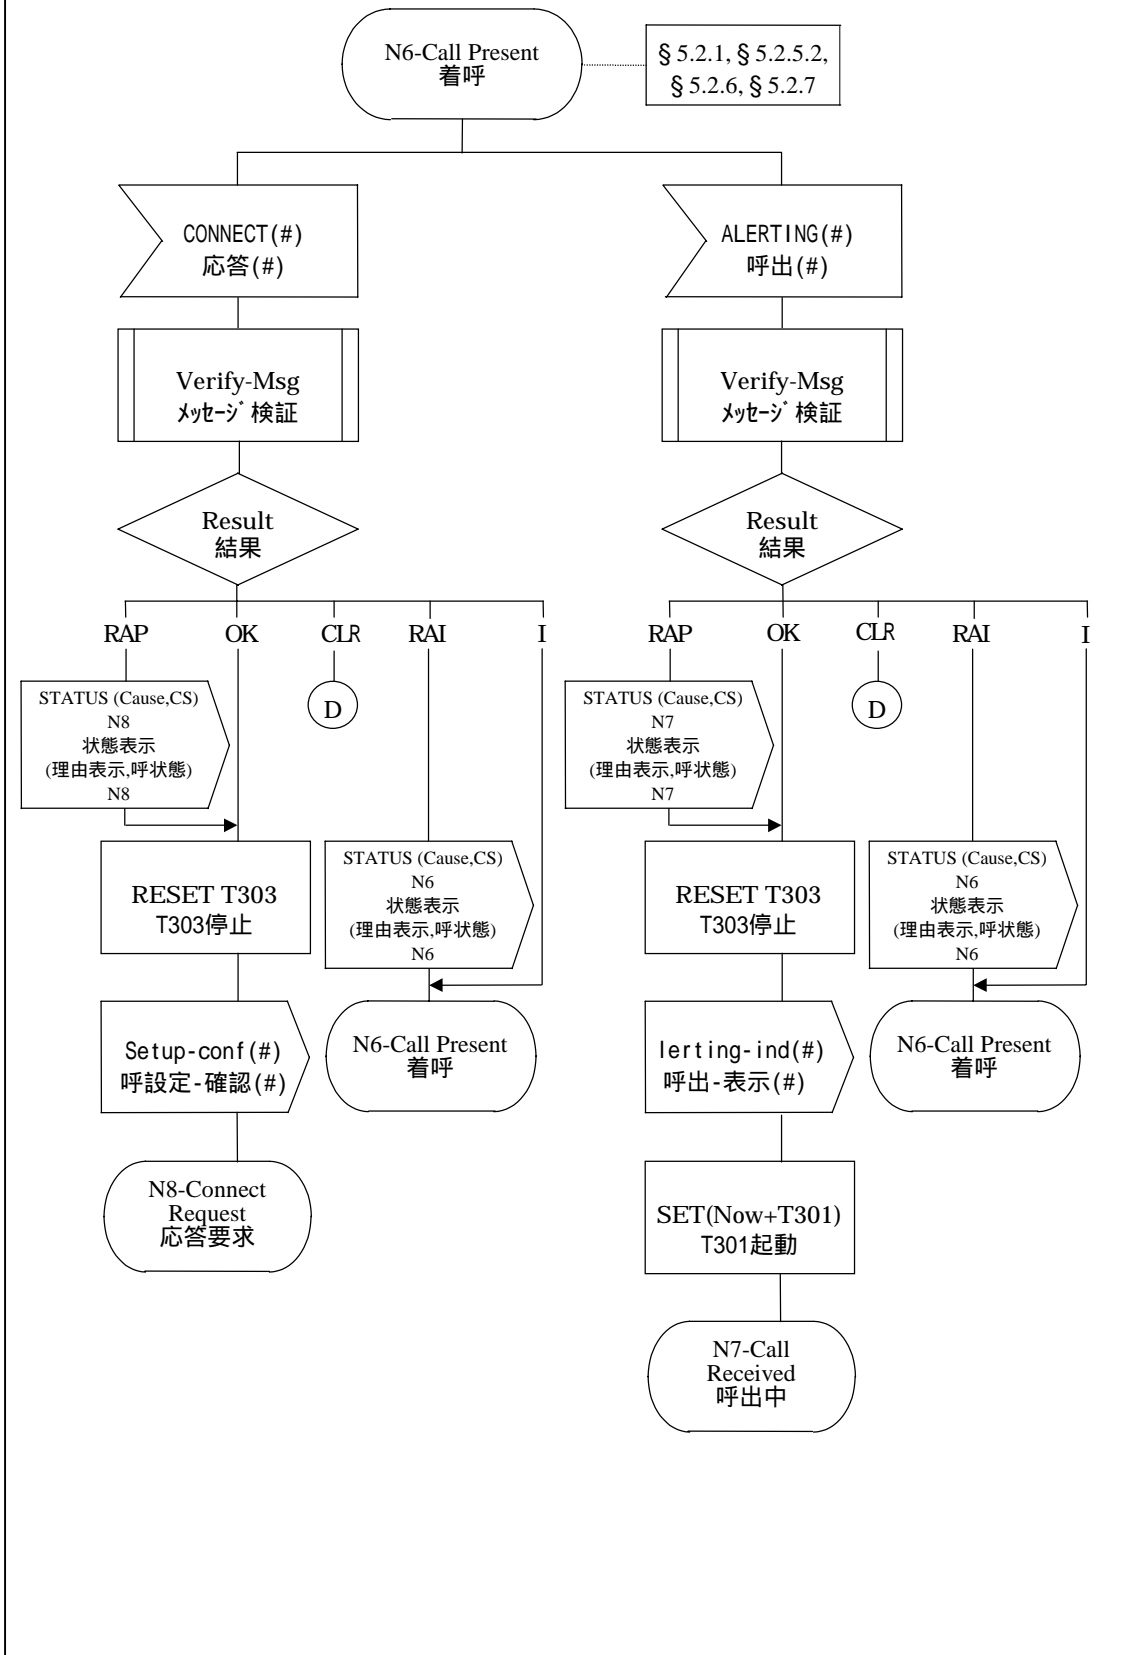 N6-Call Present
着呼
§5.2.1, §5.2.5.2,
§5.2.6, §5.2.7
CONNECT(#)
応答(#)
Verify-Msg
メッセージ検証
Result
結果
RAP
OK
CLR
RAI
I
STATUS (Cause,CS)
N8
状態表示
(理由表示,呼状態)
N8
D
RESET T303
T303停止
STATUS (Cause,CS)
N6
状態表示
(理由表示,呼状態)
N6
Setup-conf(#)
呼設定-確認(#)
N6-Call Present
着呼
N8-Connect
Request
応答要求
ALERTING(#)
呼出(#)
Verify-Msg
メッセージ検証
Result
結果
RAP
OK
CLR
RAI
I
STATUS (Cause,CS)
N7
状態表示
(理由表示,呼状態)
N7
D
RESET T303
T303停止
STATUS (Cause,CS)
N6
状態表示
(理由表示,呼状態)
N6
lerting-ind(#)
呼出-表示(#)
N6-Call Present
着呼
SET(Now+T301)
T301起動
N7-Call
Received
呼出中